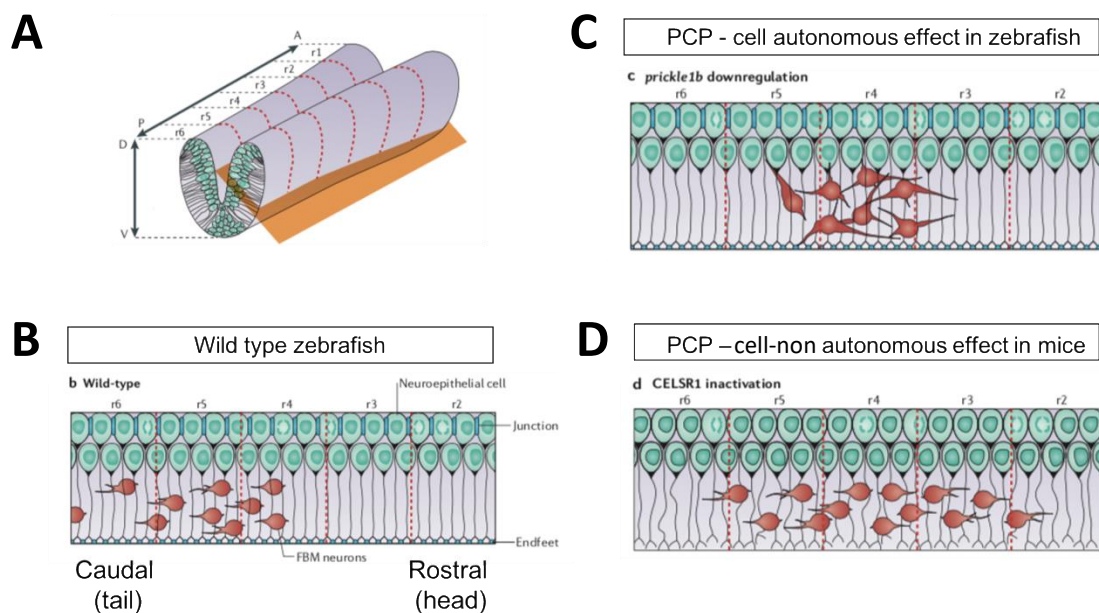 A
A
r1
r2
r3
r4
r5
P
r6
D
V
B
Wild type zebrafish
b Wild-type
Neuroepithelial cell
r6 r5 r4 r3 r2
Junction
Endfeet
FBM neurons
Caudal
(tail)
Rostral
(head)
C
PCP - cell autonomous effect in zebrafish
c prickle1b downregulation
r6 r5 r4 r3 r2
D
PCP –cell-non autonomous effect in mice
d CELSR1 inactivation
r6 r5 r4 r3 r2